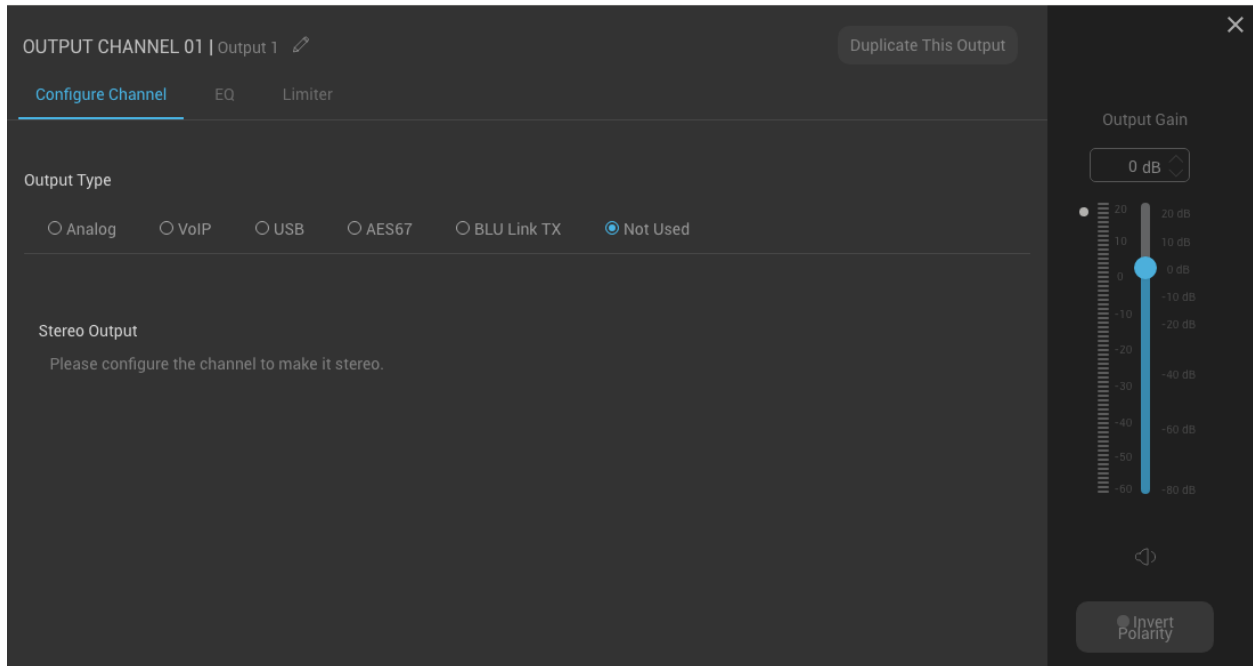 OUTPUT CHANNEL 01 | Output 1
Duplicate This Output
Configure Channel
EQ
Limiter
Output Type
Analog
VoIP
USB
AES67
BLU Link TX
Not Used
Stereo Output
Please configure the channel to make it stereo.
Output Gain
0 dB
20
10
0
-10
-20
-30
-40
-50
-60
20 dB
10 dB
0 dB
-10 dB
-20 dB
-40 dB
-60 dB
-80 dB
Invert
Polarity